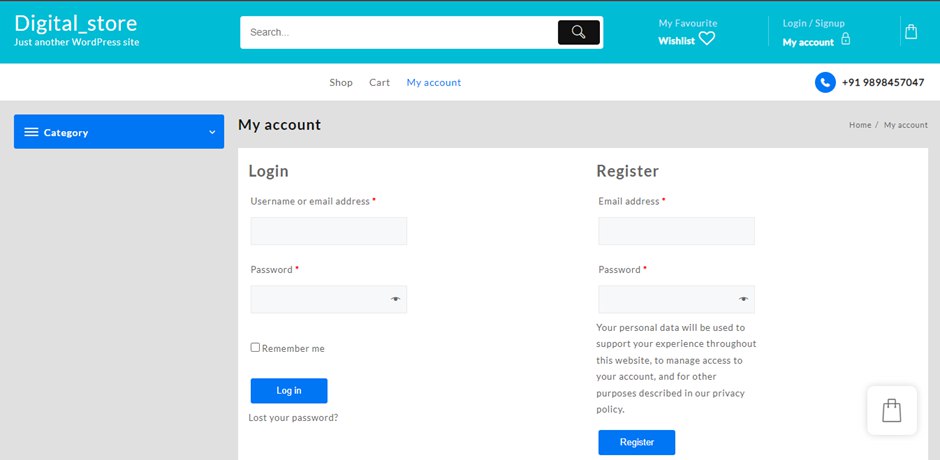 Digital_store
Just another WordPress site
Search...
My Favourite
Wishlist
Login / Signup
My account
Shop
Cart
My account
+91 9898457047
Category
My account
Home / My account
Login
Username or email address *
Password *
Remember me
Log in
Lost your password?
Register
Email address *
Password *
Your personal data will be used to
support your experience throughout
this website, to manage access to
your account, and for other
purposes described in our privacy
policy.
Register